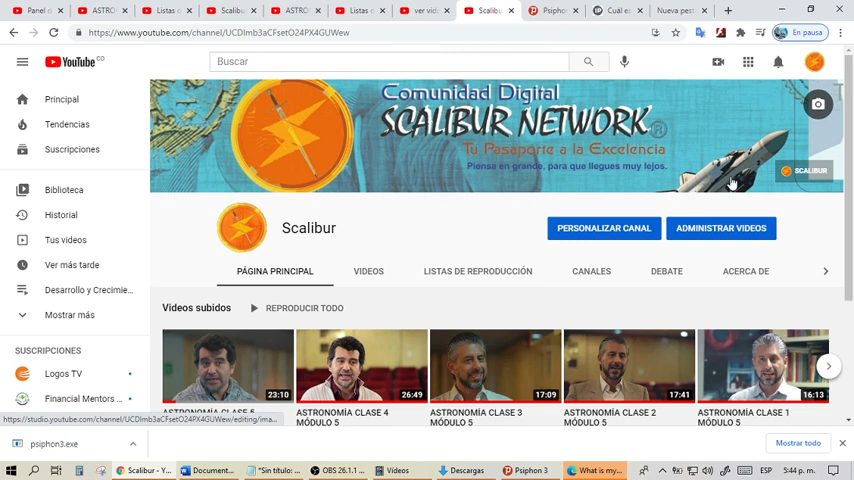 Panel d
ASTRO
Listas c
Scalibu
ASTRO
Listas c
ver vide
Scalibu
Psiphon
Cuál es
Nueva pest
https://www.youtube.com/channel/UCDlmb3aCFsetO24PX4GUWew
En pausa
YouTube CO
Buscar
Principal
Tendencias
Suscripciones
Biblioteca
Historial
Tus videos
Ver más tarde
Desarrollo y Crecimie...
Mostrar más
SUSCRIPCIONES
Logos TV
Financial Mentors ...
Comunidad Digital
SCALIBUR NETWORK®
Tu Pasaporte a la Excelencia
Piensa en grande, para que llegues muy lejos.
SCALIBUR
Scalibur
PERSONALIZAR CANAL
ADMINISTRAR VIDEOS
PÁGINA PRINCIPAL
VIDEOS
LISTAS DE REPRODUCCIÓN
CANALES
DEBATE
ACERCA DE
Videos subidos
REPRODUCIR TODO
23:10
26:49
17:09
17:41
16:13
ASTRONOMÍA CLASE 5
ASTRONOMÍA CLASE 4
MÓDULO 5
ASTRONOMÍA CLASE 3
MÓDULO 5
ASTRONOMÍA CLASE 2
MÓDULO 5
ASTRONOMÍA CLASE 1
MÓDULO 5
https://studio.youtube.com/channel/UCDlmb3aCFsetO24PX4GUWew/editing/ima...
psiphon3.exe
Mostrar todo
Scalibur - Y...
Document...
"Sin título: ...
OBS 26.1.1 ...
Vídeos
Descargas
Psiphon 3
What is my...
ESP
5:44 p. m.